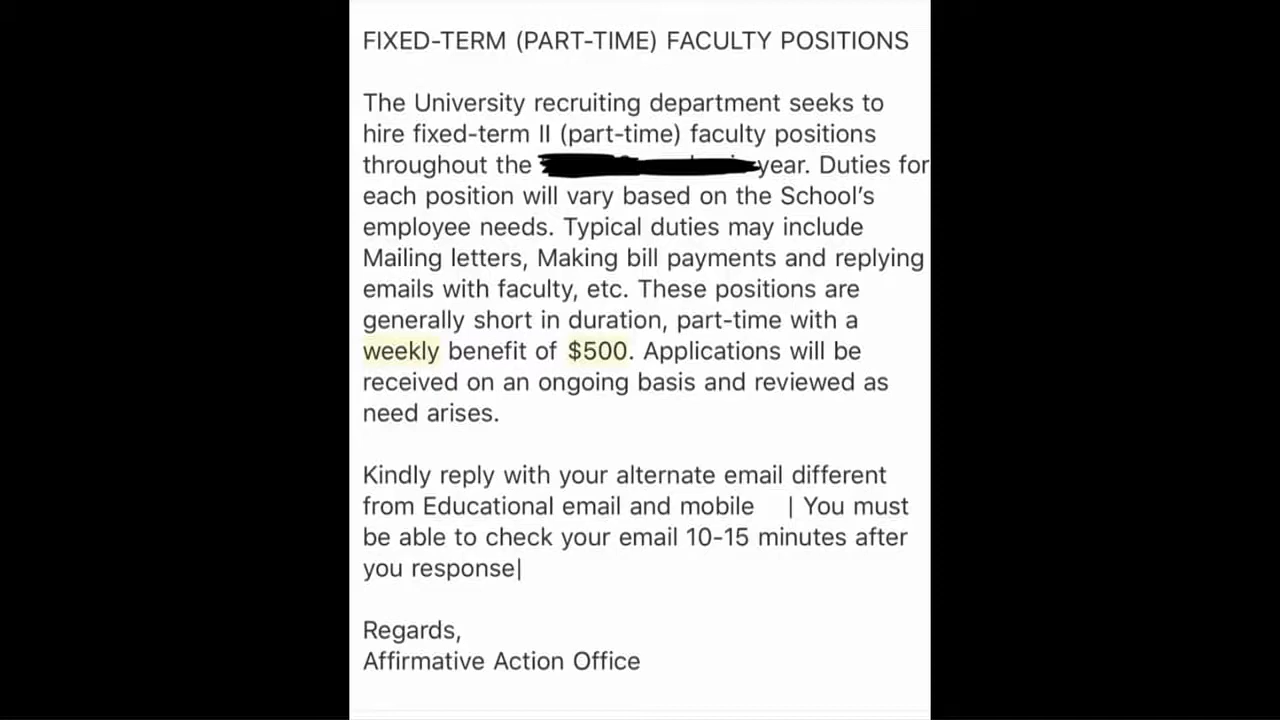 FIXED-TERM (PART-TIME) FACULTY POSITIONS
The University recruiting department seeks to
hire fixed-term II (part-time) faculty positions
throughout the year. Duties for
each position will vary based on the School's
employee needs. Typical duties may include
Mailing letters, Making bill payments and replying
emails with faculty, etc. These positions are
generally short in duration, part-time with a
weekly benefit of $500. Applications will be
received on an ongoing basis and reviewed as
need arises.
Kindly reply with your alternate email different
from Educational email and mobile | You must
be able to check your email 10-15 minutes after
you response|
Regards,
Affirmative Action Office